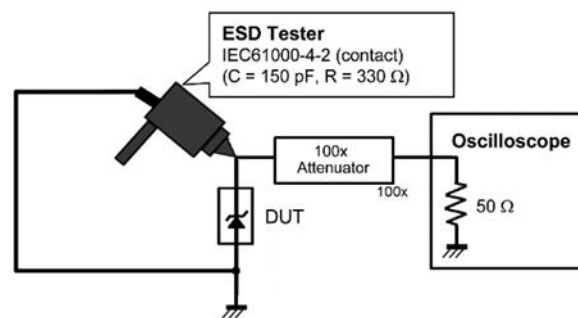 ESD Tester
IEC61000-4-2 (contact)
(C = 150 pF, R = 330 Ω)
Oscilloscope
100x
Attenuator
100x
50 Ω
DUT